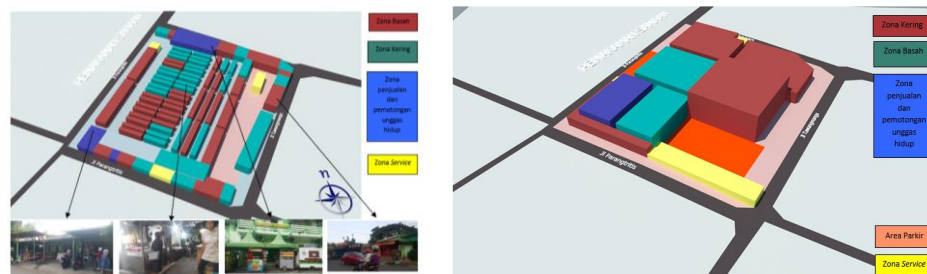 Zona Basah
Zona Kering
Zona
penjualan
dan
pemotongan
unggas
hidup
Zona Service
n
Jl Parangtritis
Zona Kering
Zona Basah
Zona
penjualan
dan
pemotongan
unggas
hidup
Area Parkir
Zona Service
Jl Parangtritis